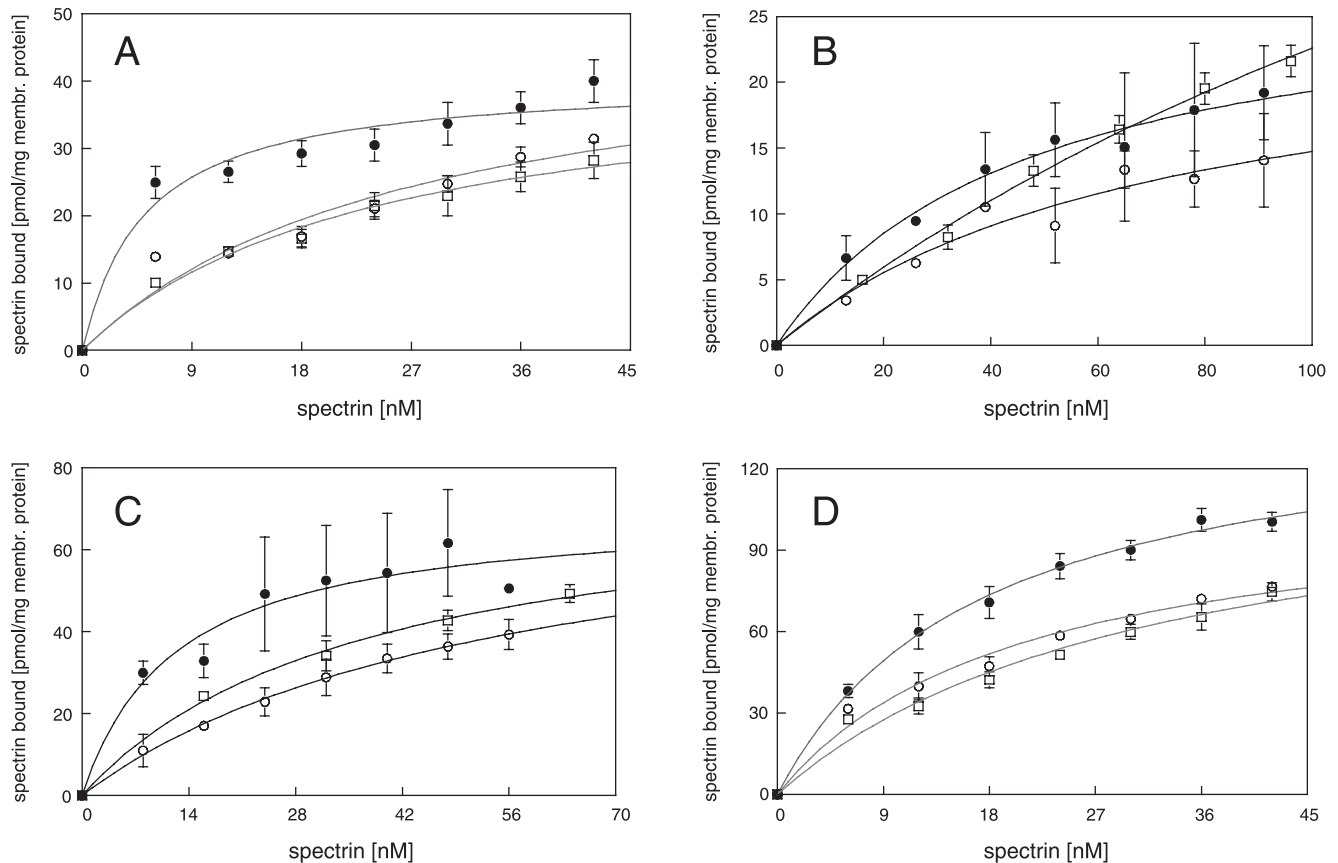 A
spectrin bound [pmol/mg membr. protein]
50
40
30
20
10
0
0 9 18 27 36 45
spectrin [nM]
B
spectrin bound [pmol/mg membr. protein]
25
20
15
10
5
0
0 20 40 60 80 100
spectrin [nM]
C
spectrin bound [pmol/mg membr. protein]
80
60
40
20
0
0 14 28 42 56 70
spectrin [nM]
D
spectrin bound [pmol/mg membr. protein]
120
90
60
30
0
0 9 18 27 36 45
spectrin [nM]